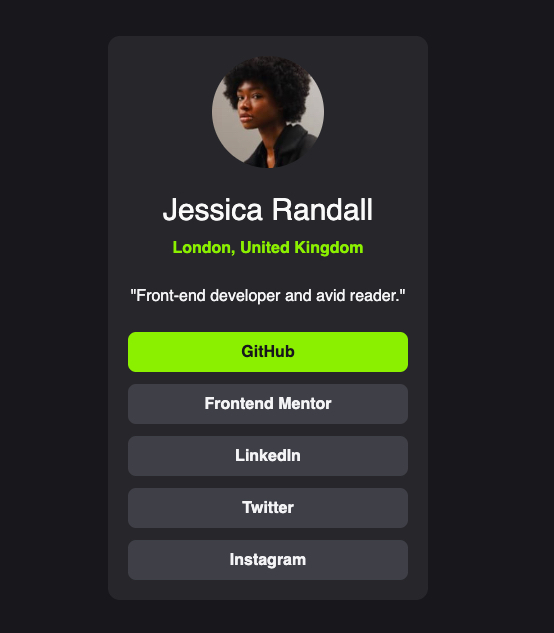 Jessica Randall
London, United Kingdom
"Front-end developer and avid reader."
GitHub
Frontend Mentor
LinkedIn
Twitter
Instagram